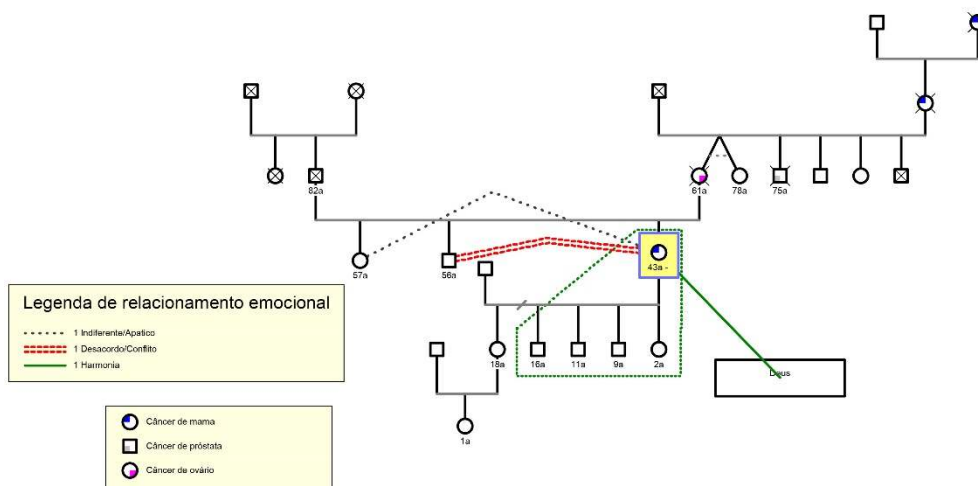 82a
61a
78a
75a
57a
56a
43a -
Legenda de relacionamento emocional
1 Indiferente/Apatico
1 Desacordo/Conflito
1 Harmonia
18a
16a
11a
9a
2a
Deus
Câncer de mama
Câncer de próstata
Câncer de ovário
1a